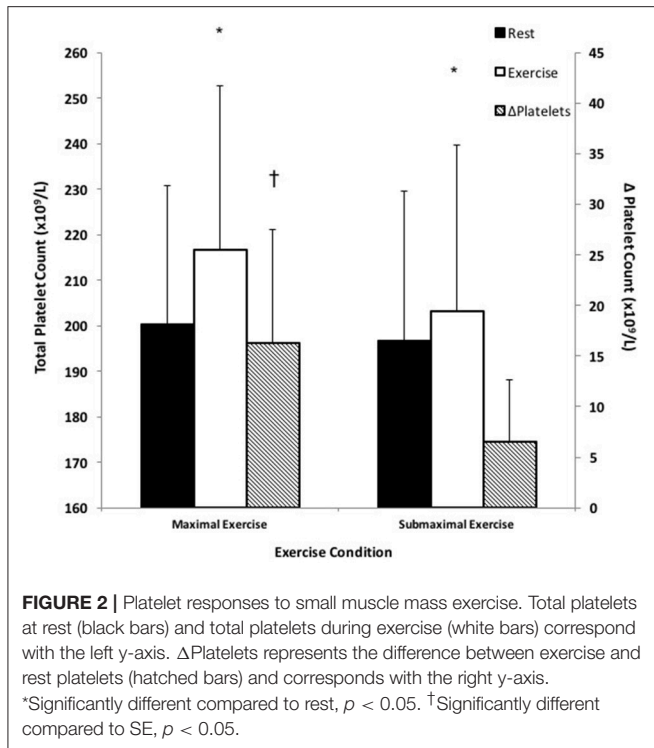 260
250
240
230
220
210
200
190
180
170
160
Total Platelet Count (x10⁹/L)
*
†
*
Rest
Exercise
ΔPlatelets
45
40
35
30
25
20
15
10
5
0
Δ Platelet Count (x10⁹/L)
Maximal Exercise
Submaximal Exercise
Exercise Condition
FIGURE 2 | Platelet responses to small muscle mass exercise. Total platelets
at rest (black bars) and total platelets during exercise (white bars) correspond
with the left y-axis. ΔPlatelets represents the difference between exercise and
rest platelets (hatched bars) and corresponds with the right y-axis.
*Significantly different compared to rest, p < 0.05. †Significantly different
compared to SE, p < 0.05.